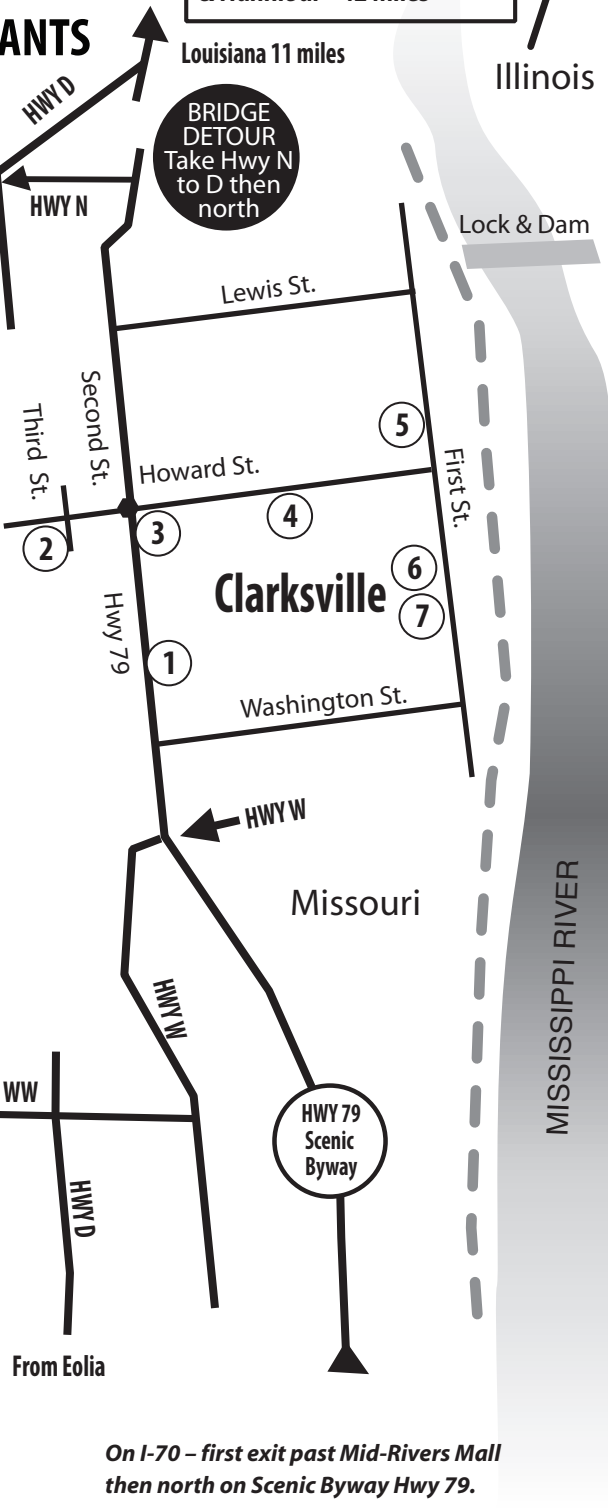 ANTS
Louisiana 11 miles
Illinois
HWY D
BRIDGE
DETOUR
Take Hwy N
to D then
north
HWY N
Lock & Dam
Lewis St.
Second St.
Third St.
5
Howard St.
First St.
4
3
2
6
Clarksville
7
Hwy 79
1
Washington St.
HWY W
Missouri
MISSISSIPPI RIVER
HWY W
WW
HWY 79
Scenic
Byway
HWY D
From Eolia
On I-70 – first exit past Mid-Rivers Mall
then north on Scenic Byway Hwy 79.